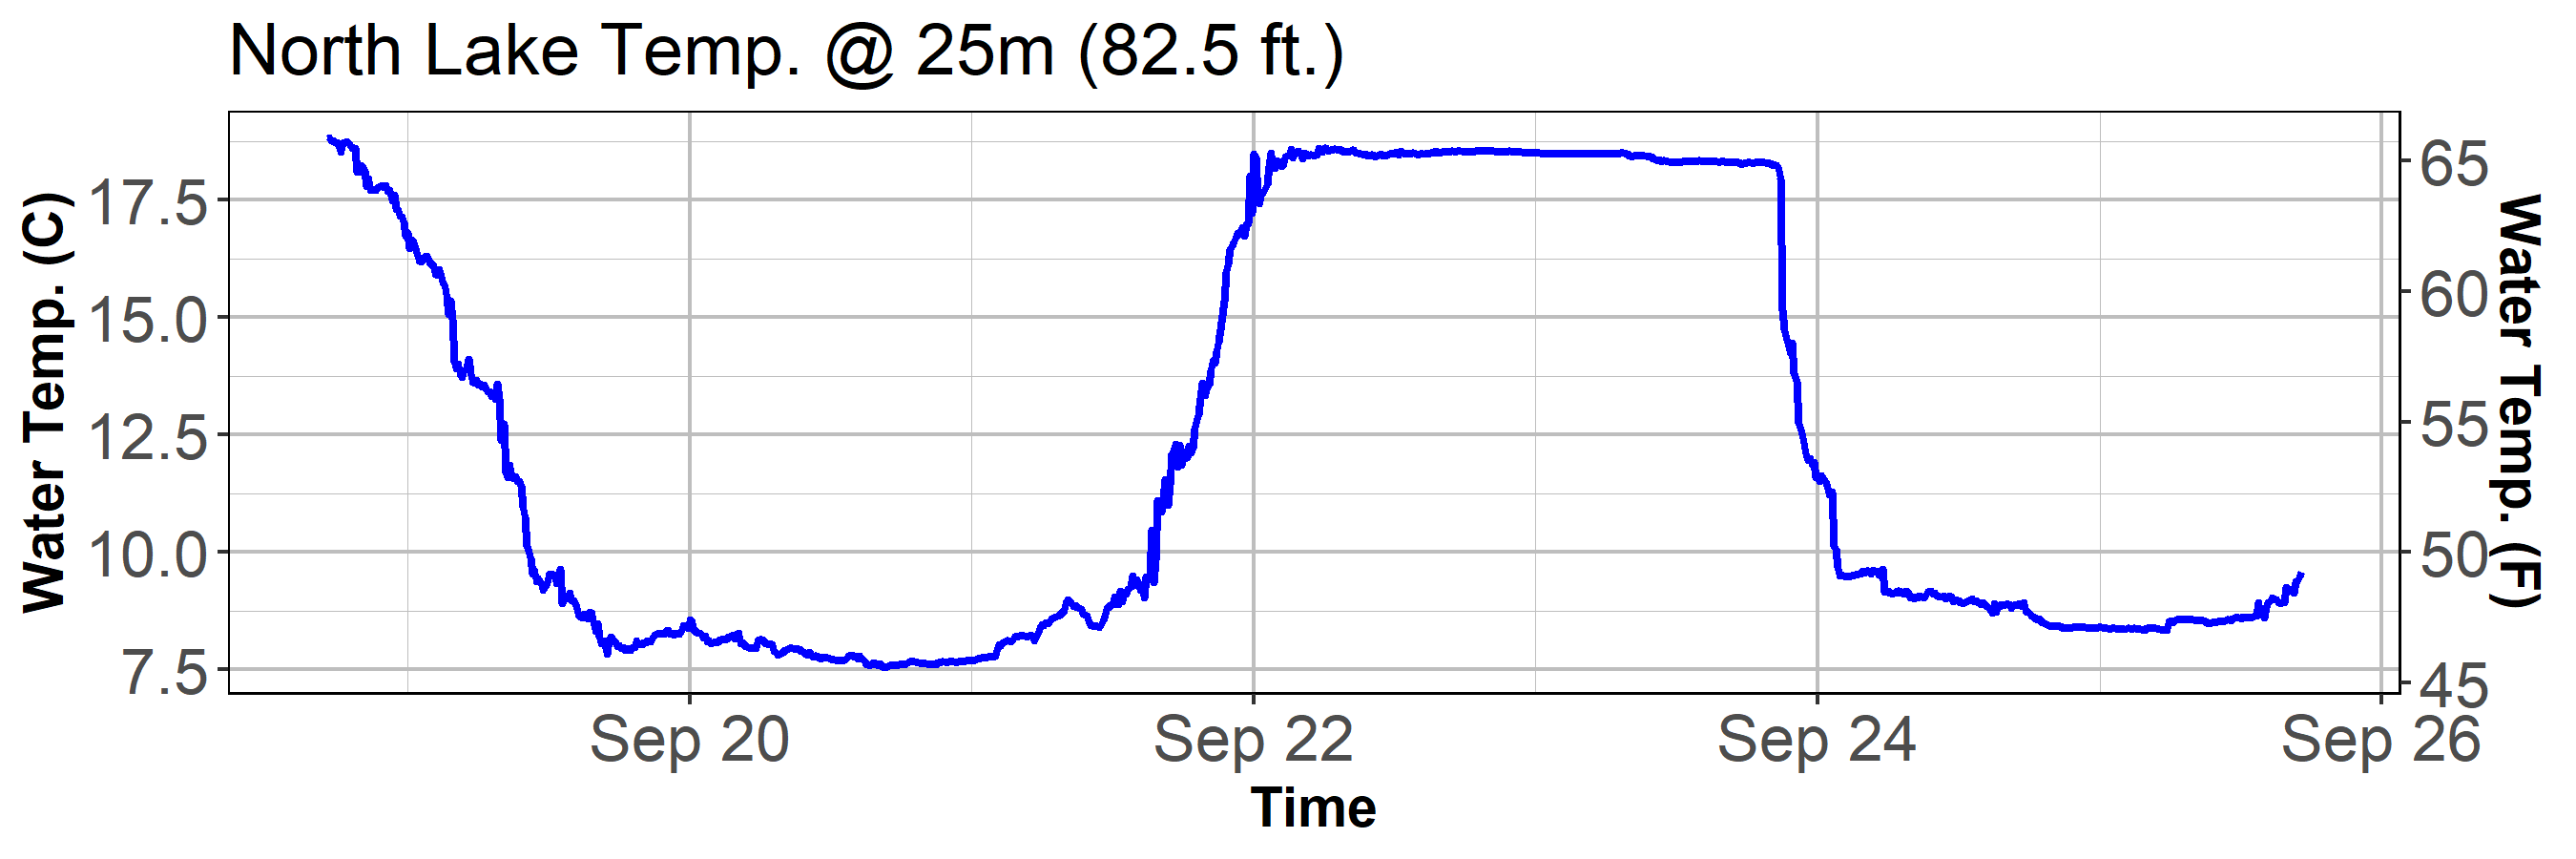 North Lake Temp. @ 25m (82.5 ft.)
Water Temp. (C)
17.5
15.0
12.5
10.0
7.5
65
60
55
50
45
Water Temp. (F)
Sep 20 Sep 22 Sep 24 Sep 26
Time